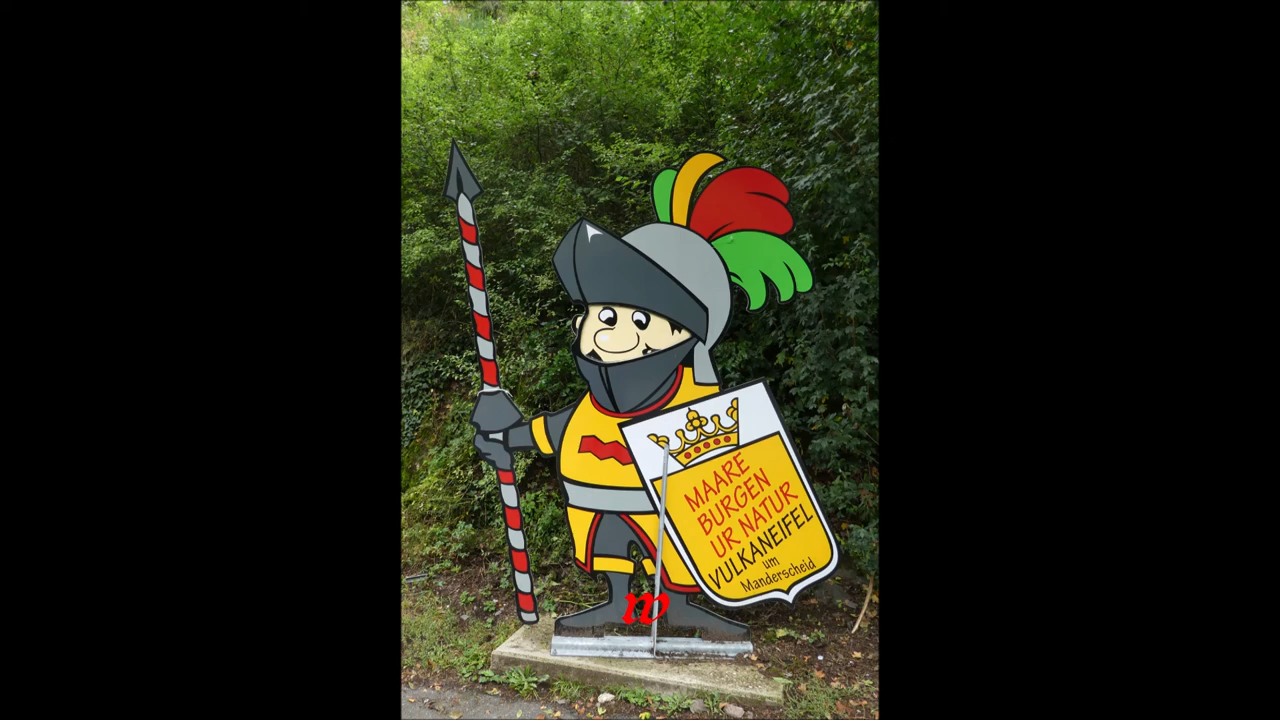 MAARE
BURGEN
UR NATUR
VULKANEIFEL
um
Manderscheid
w